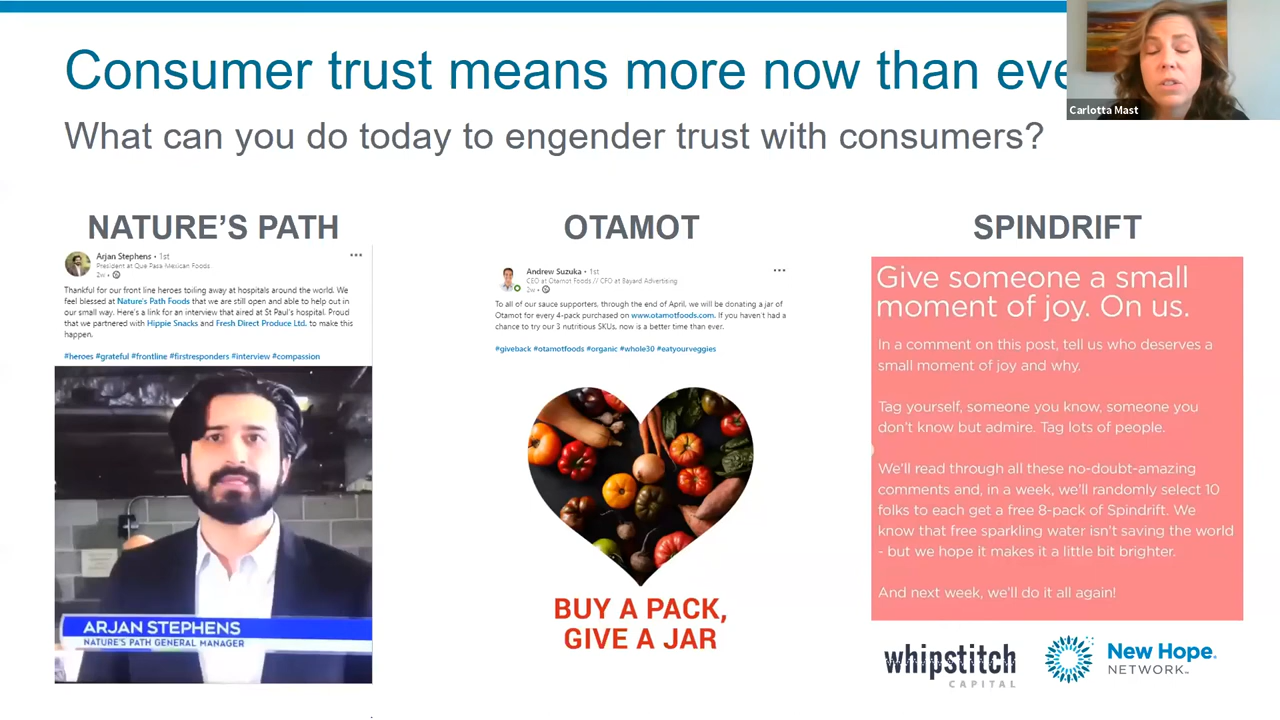 Consumer trust means more now than eve
Carlotta Mast
What can you do today to engender trust with consumers?
NATURE'S PATH
Arjan Stephens • 1st
President at Que Pasa Mexican Foods
2w •
Thankful for our front line heroes toiling away at hospitals around the world. We
feel blessed at Nature's Path Foods that we are still open and able to help out in
our small way. Here's a link for an interview that aired at St Paul's hospital. Proud
that we partnered with Hippie Snacks and Fresh Direct Produce Ltd. to make this
happen.
#heroes #grateful #frontline #firstresponders #interview #compassion
ARJAN STEPHENS
NATURE'S PATH GENERAL MANAGER
OTAMOT
Andrew Suzuka • 1st
CEO at Otamot Foods // CFO at Bayard Advertising
2w •
To all of our sauce supporters, through the end of April, we will be donating a jar of
Otamot for every 4-pack purchased on www.otamotfoods.com. If you haven't had a
chance to try our 3 nutritious SKUs, now is a better time than ever.
#giveback #otamotfoods #organic #whole30 #eatyourveggies
BUY A PACK,
GIVE A JAR
SPINDRIFT
Give someone a small
moment of joy. On us.
In a comment on this post, tell us who deserves a
small moment of joy and why.
Tag yourself, someone you know, someone you
don't know but admire. Tag lots of people.
We'll read through all these no-doubt-amazing
comments and, in a week, we'll randomly select 10
folks to each get a free 8-pack of Spindrift. We
know that free sparkling water isn't saving the world
- but we hope it makes it a little bit brighter.
And next week, we'll do it all again!
whipstitch
CAPITAL
New Hope
NETWORK™